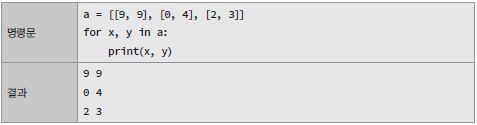 명령문
a = [[9, 9], [0, 4], [2, 3]]
for x, y in a:
    print(x, y)
결과
9 9
0 4
2 3